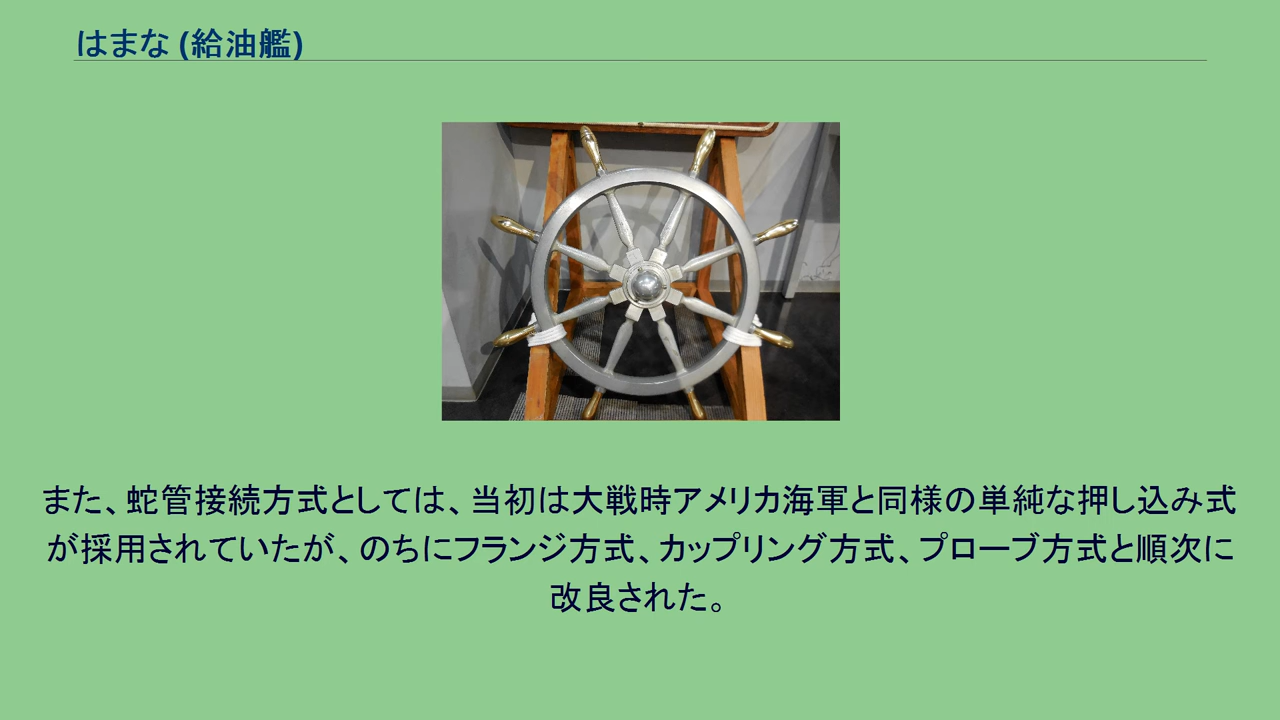 はまな (給油艦)
また、蛇管接続方式としては、当初は大戦時アメリカ海軍と同様の単純な押し込み式
が採用されていたが、のちにフランジ方式、カップリング方式、プローブ方式と順次に
改良された。